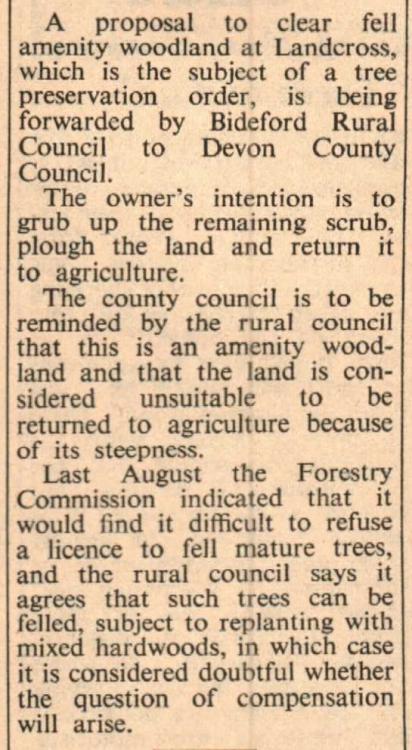 A proposal to clear fell
amenity woodland at Landcross,
which is the subject of a tree
preservation order, is being
forwarded by Bideford Rural
Council to Devon County
Council.
The owner's intention is to
grub up the remaining scrub,
plough the land and return it
to agriculture.
The county council is to be
reminded by the rural council
that this is an amenity wood-
land and that the land is con-
sidered unsuitable to be
returned to agriculture because
of its steepness.
Last August the Forestry
Commission indicated that it
would find it difficult to refuse
a licence to fell mature trees,
and the rural council says it
agrees that such trees can be
felled, subject to replanting with
mixed hardwoods, in which case
it is considered doubtful whether
the question of compensation
will arise.